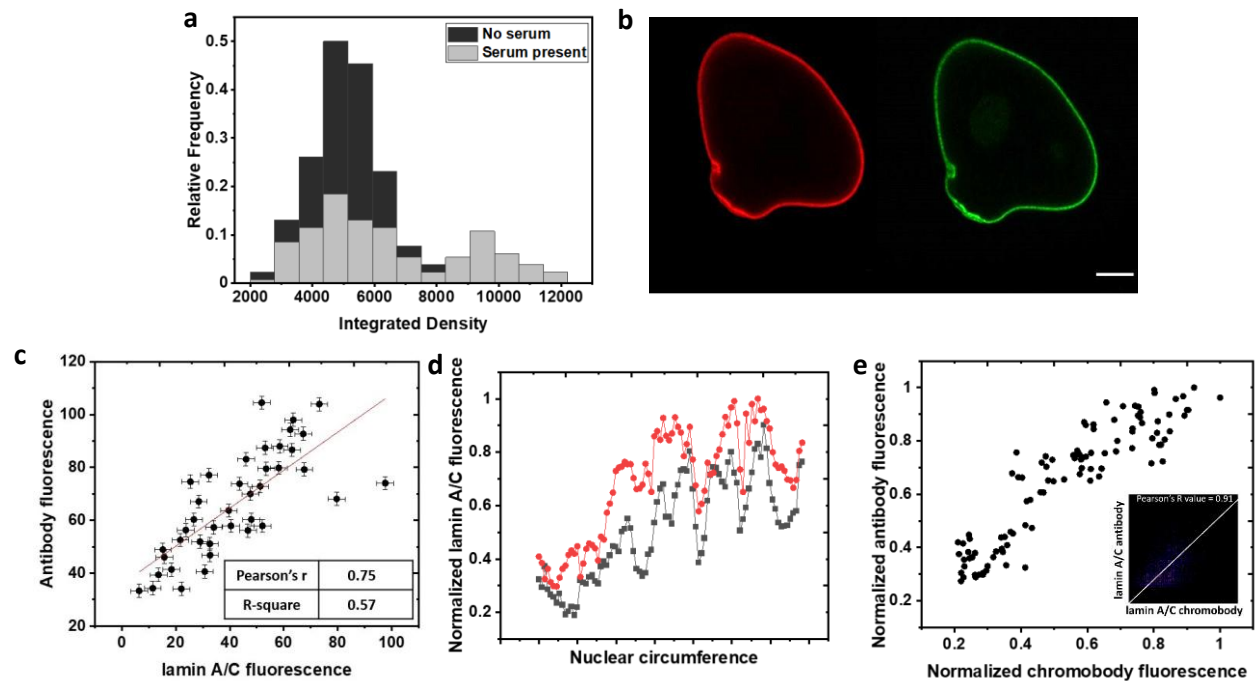 a
No serum
Serum present
0.5
0.4
0.3
0.2
0.1
0
Relative Frequency
2000 4000 6000 8000 10000 12000
Integrated Density
b
c
120
100
80
60
40
20
Antibody fluorescence
Pearson's r 0.75
R-square 0.57
0 20 40 60 80 100
lamin A/C fluorescence
d
1
0.8
0.6
0.4
0.2
Normalized lamin A/C fluorescence
Nuclear circumference
e
1
0.8
0.6
0.4
0.2
Normalized antibody fluorescence
Pearson's R value = 0.91
lamin A/C antibody
lamin A/C chromobody
0.2 0.4 0.6 0.8 1
Normalized chromobody fluorescence